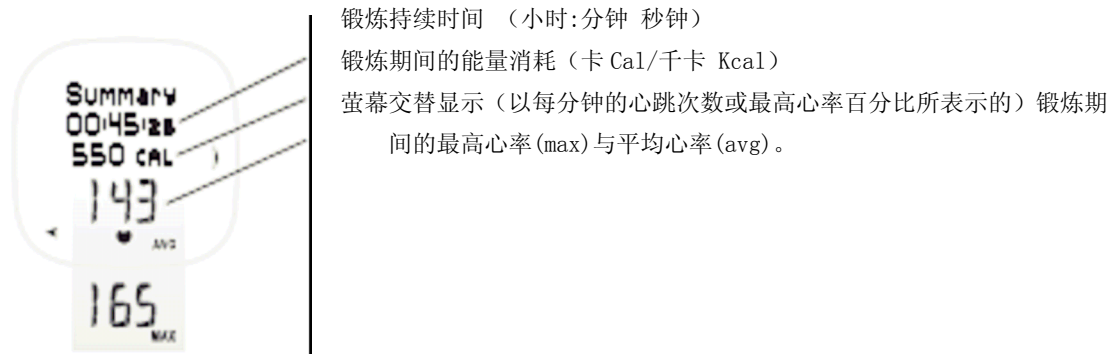 锻炼持续时间 （小时:分钟 秒钟）
锻炼期间的能量消耗（卡 Cal/千卡 Kcal）
萤幕交替显示（以每分钟的心跳次数或最高心率百分比所表示的）锻炼期
间的最高心率(max)与平均心率(avg)。
Summary
00:45:28
550 CAL
143
AVG
165
MAX